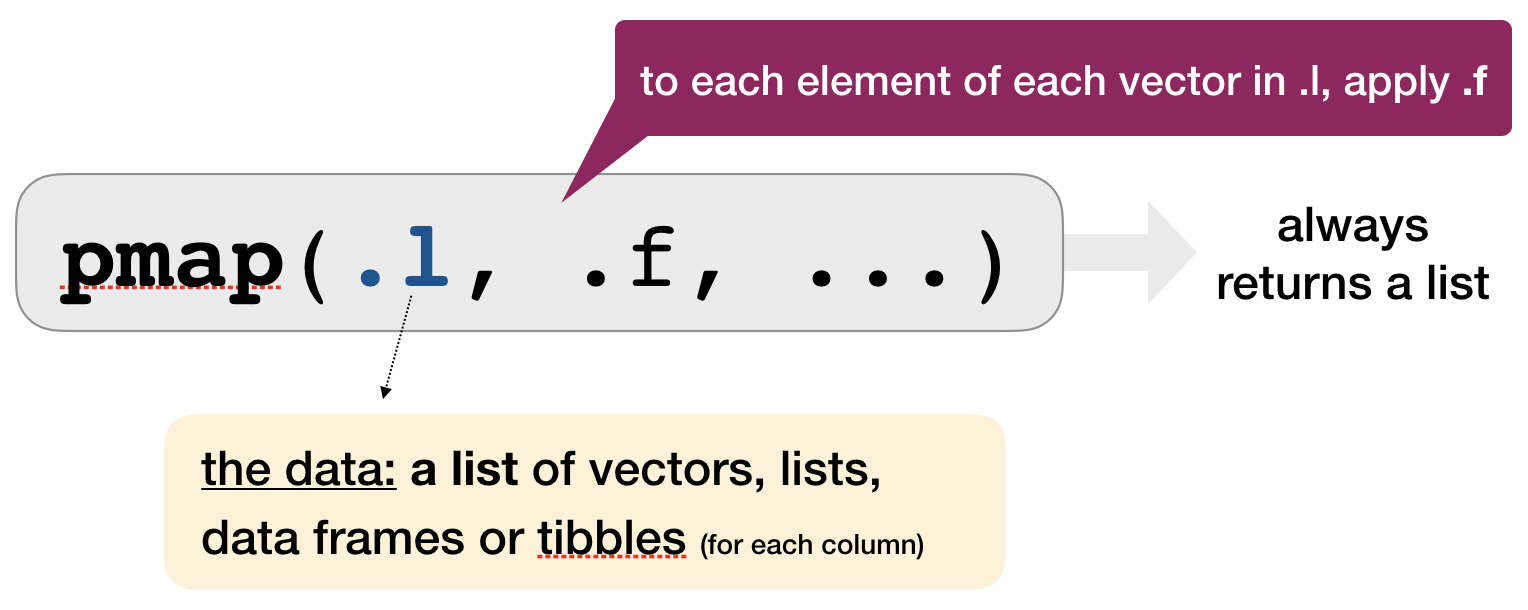 to each element of each vector in .l, apply .f
pmap(.l, .f, ...)
always
returns a list
the data: a list of vectors, lists,
data frames or tibbles (for each column)